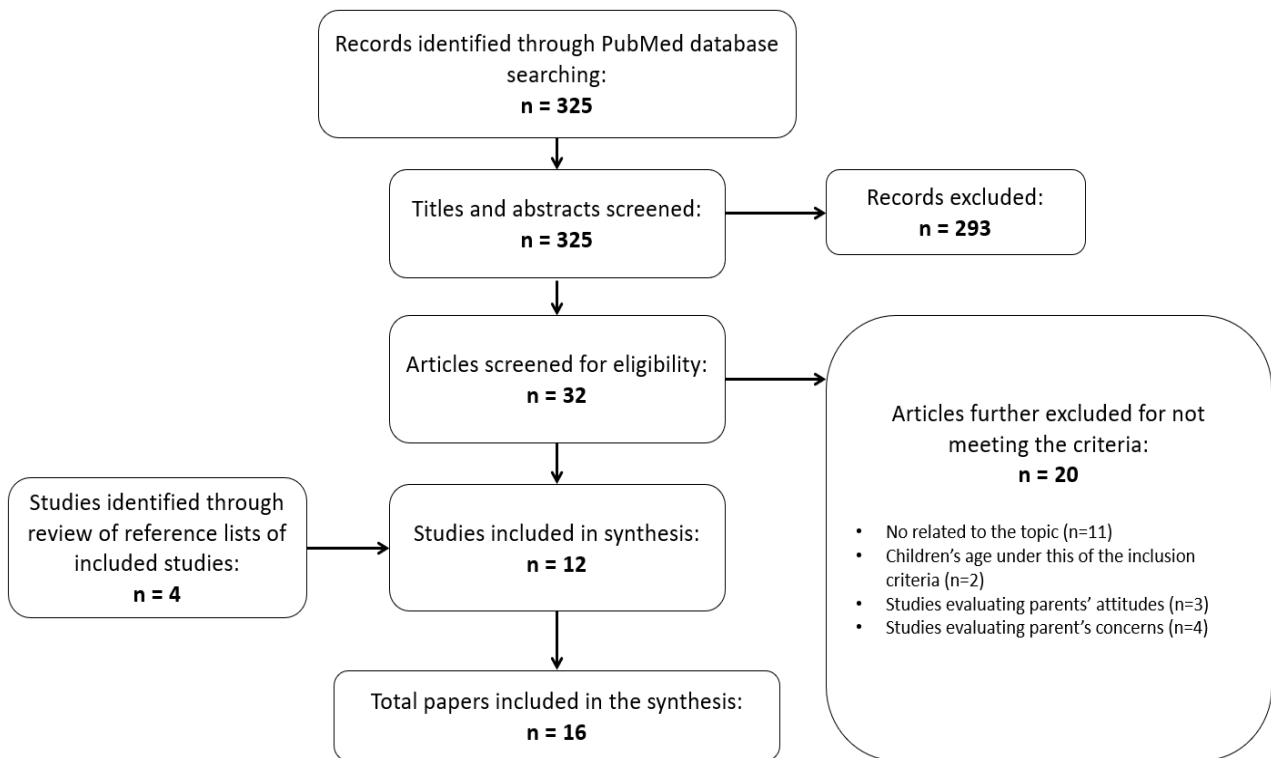 Records identified through PubMed database
searching:
n = 325
Titles and abstracts screened:
n = 325
Records excluded:
n = 293
Articles screened for eligibility:
n = 32
Articles further excluded for not
meeting the criteria:
n = 20
• No related to the topic (n=11)
• Children’s age under this of the inclusion
criteria (n=2)
• Studies evaluating parents’ attitudes (n=3)
• Studies evaluating parent’s concerns (n=4)
Studies identified through
review of reference lists of
included studies:
n = 4
Studies included in synthesis:
n = 12
Total papers included in the synthesis:
n = 16